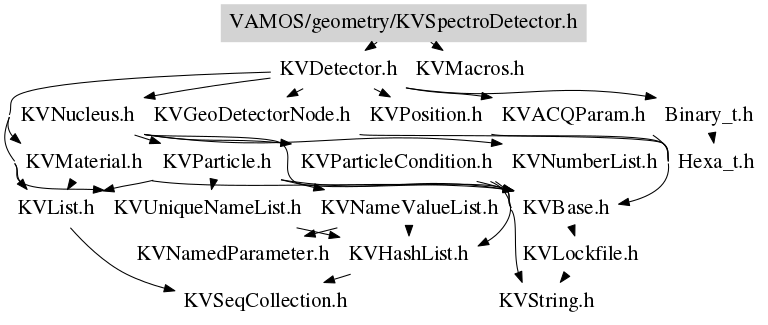 VAMOS/geometry/KVSpectroDetector.h
KVDetector.h KVMacros.h
KVNucleus.h KVGeoDetectorNode.h KVPosition.h KVACQParam.h Binary_t.h
KVMaterial.h KVParticle.h KVParticleCondition.h KVNumberList.h Hexa_t.h
KVList.h KVUniqueNameList.h KVNameValueList.h KVBase.h
KVNamedParameter.h KVHashList.h KVLockfile.h
KVSeqCollection.h KVString.h